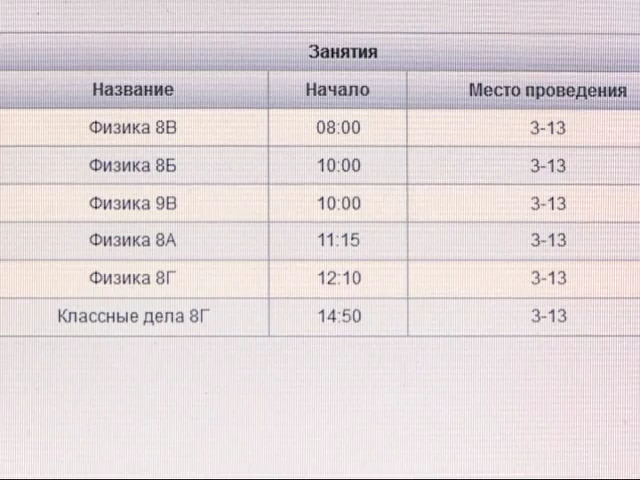 Занятия
Название Начало Место проведения
Физика 8В 08:00 3-13
Физика 8Б 10:00 3-13
Физика 9В 10:00 3-13
Физика 8А 11:15 3-13
Физика 8Г 12:10 3-13
Классные дела 8Г 14:50 3-13